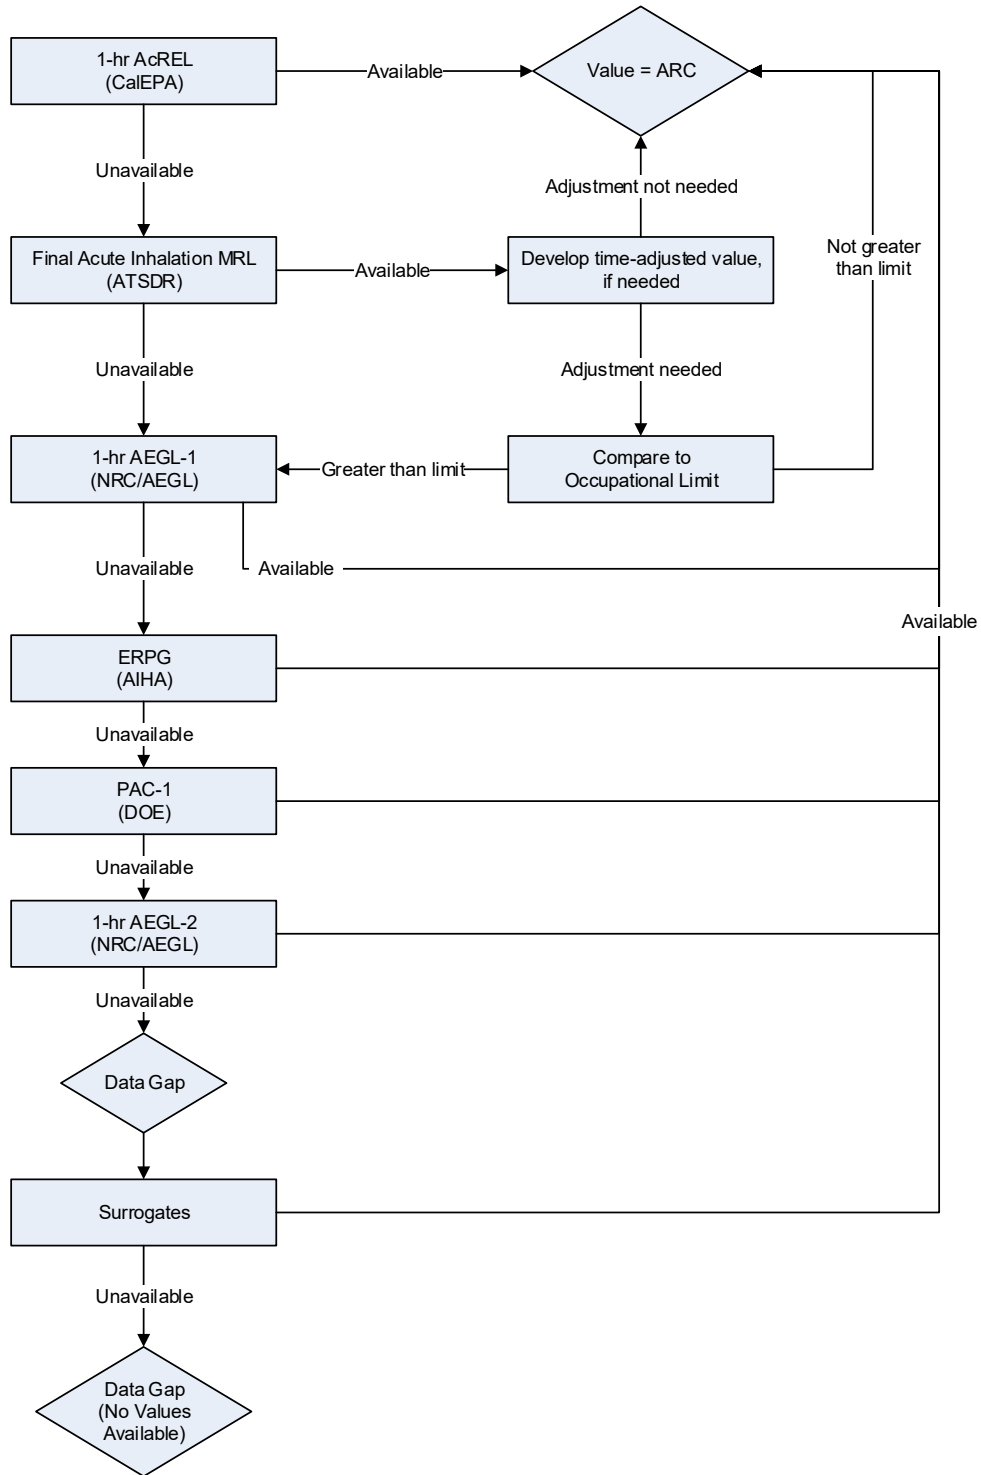 1-hr AcREL
(CalEPA)
Available
Value = ARC
Unavailable
Adjustment not needed
Final Acute Inhalation MRL
(ATSDR)
Available
Develop time-adjusted value,
if needed
Not greater
than limit
Unavailable
Adjustment needed
1-hr AEGL-1
(NRC/AEGL)
Greater than limit
Compare to
Occupational Limit
Unavailable
Available
Available
ERPG
(AIHA)
Unavailable
PAC-1
(DOE)
Unavailable
1-hr AEGL-2
(NRC/AEGL)
Unavailable
Data Gap
Surrogates
Unavailable
Data Gap
(No Values
Available)